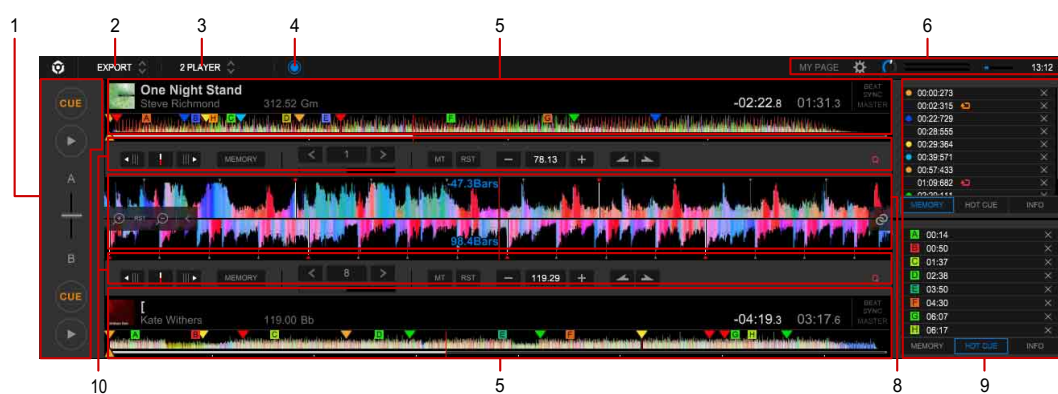 1 2 3 4 5 6
EXPORT 2 PLAYER MY PAGE 13:12
CUE
A
B
CUE
One Night Stand
Steve Richmond 312.52 Gm -02:22.8 01:31.3 BEAT SYNC MASTER
A B H C D E F G
MEMORY < 1 > MT RST − 78.13 + Q
-47.3Bars
RST <
98.4Bars
MEMORY < 8 > MT RST − 119.29 + Q
[
Kate Withers 119.00 Bb -04:19.3 03:17.6 BEAT SYNC MASTER
A B C D E F G H
00:00:273 ×
00:02:315 ×
00:22:729 ×
00:28:555 ×
00:29:364 ×
00:39:571 ×
00:57:433 ×
01:09:682 ×
MEMORY HOT CUE INFO
A 00:14 ×
B 00:50 ×
C 01:37 ×
D 02:38 ×
E 03:50 ×
F 04:30 ×
G 06:07 ×
H 06:17 ×
MEMORY HOT CUE INFO
10 5 8 9